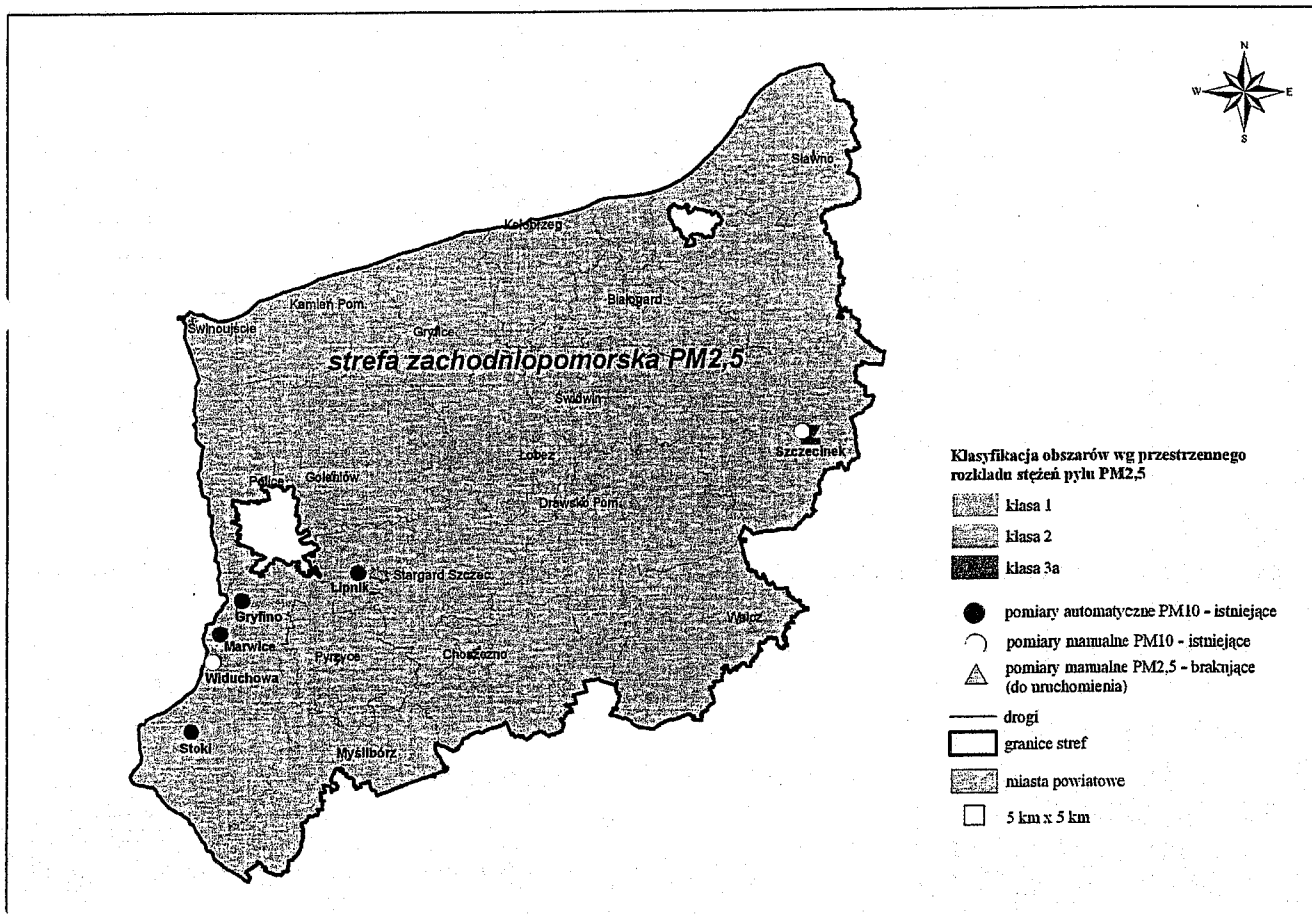 N
W E
S
Sławno
Kołobrzeg
Kamień Pom.
Białogard
Świnoujście
Gryfice
strefa zachodniopomorska PM2,5
Świdwin
Szczecinek
Łobez
Police
Goleniów
Drawsko Pom.
Lipnik
Stargard Szczec.
Gryfino
Wałcz
Marwice
Pyrzyce
Choszczno
Widuchowa
Stoki
Myślibórz
Klasyfikacja obszarów wg przestrzennego
rozkładu stężeń pyłu PM2,5
klasa 1
klasa 2
klasa 3a
pomiary automatyczne PM10 - istniejące
pomiary manualne PM10 - istniejące
pomiary manualne PM2,5 - braknjące
(do uruchomienia)
drogi
granice stref
miasta powiatowe
5 km x 5 km